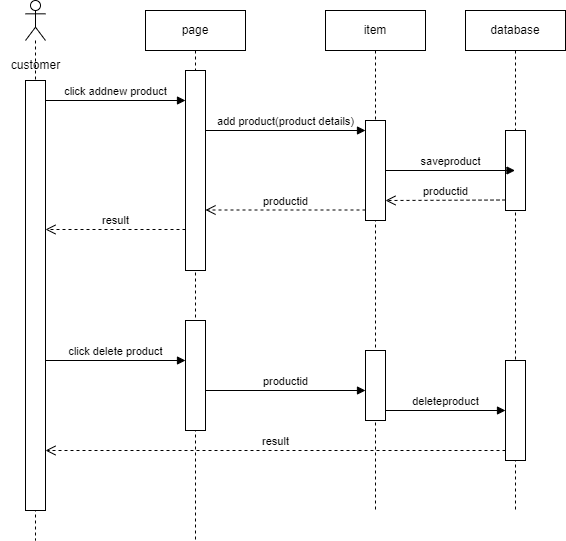 page
item
database
customer
click addnew product
add product(product details)
saveproduct
productid
productid
result
click delete product
productid
deleteproduct
result